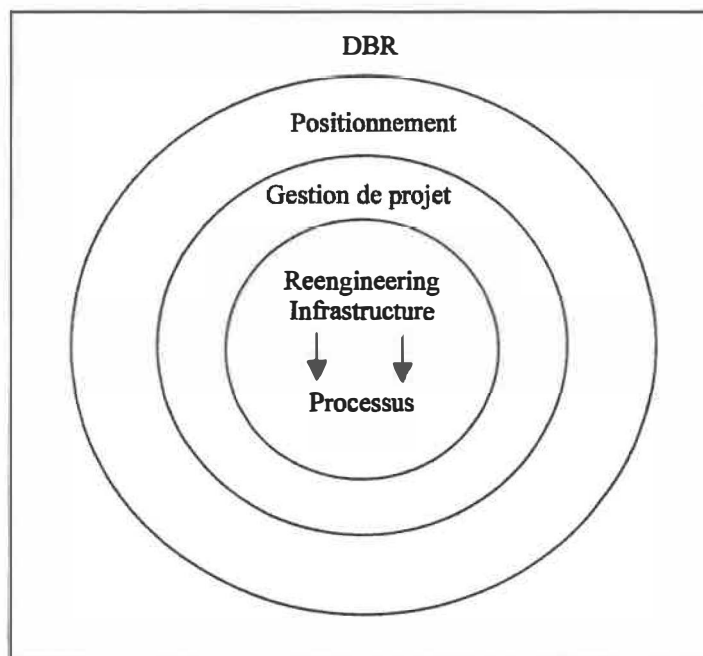 DBR
Positionnement
Gestion de projet
Reengineering
Infrastructure
Processus